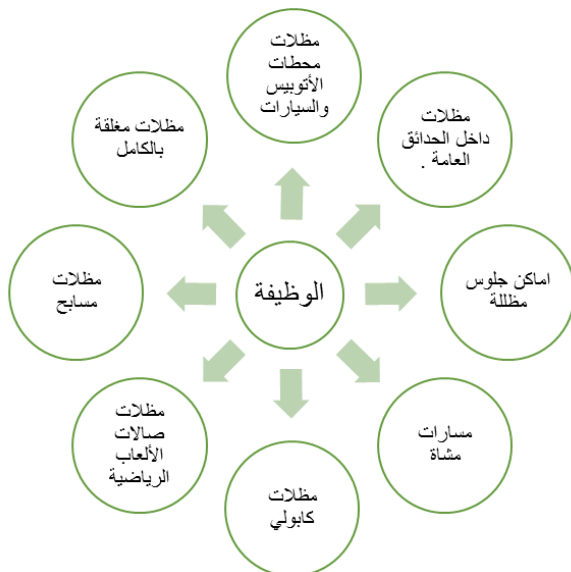 مظلات
محطات
الأتوبيس
والسيارات
مظلات
داخل الحدائق
العامة .
اماكن جلوس
مظللة
مسارات
مشاة
مظلات
كابولي
مظلات
صالات
الألعاب
الرياضية
مظلات
مسابح
مظلات مغلقة
بالكامل
الوظيفة